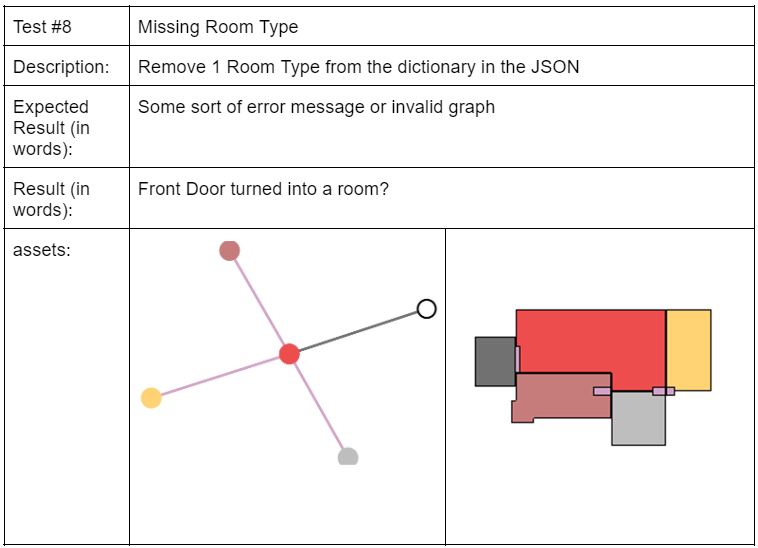 Test #8
Missing Room Type
Description:
Remove 1 Room Type from the dictionary in the JSON
Expected
Result (in
words):
Some sort of error message or invalid graph
Result (in
words):
Front Door turned into a room?
assets: